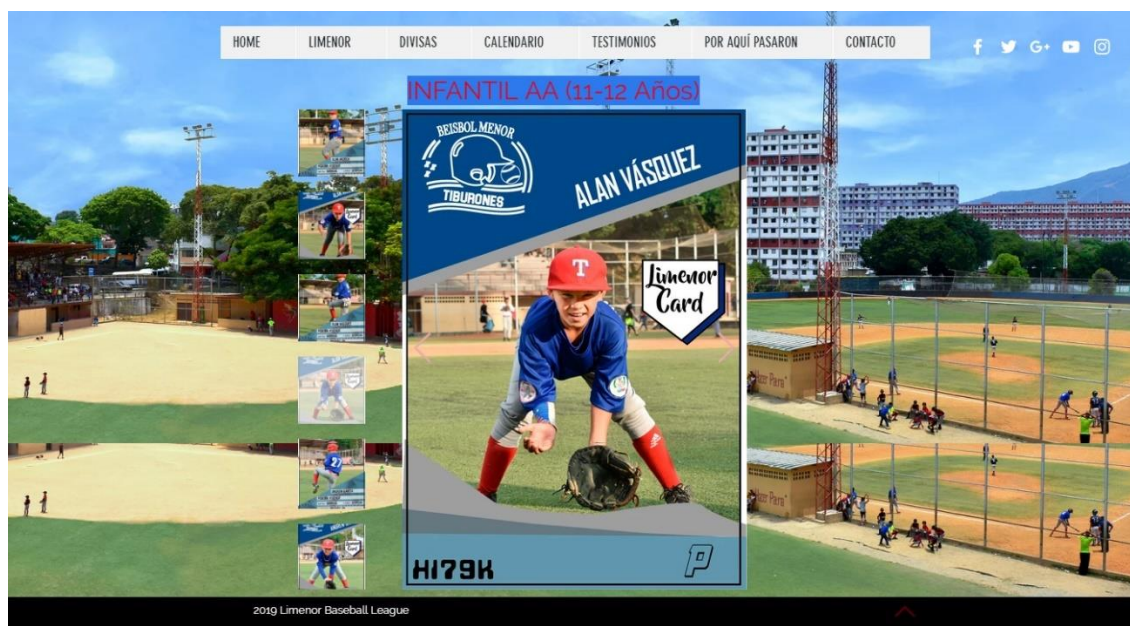 HOME LIMENOR DIVISAS CALENDARIO TESTIMONIOS POR AQUÍ PASARON CONTACTO
f G+
INFANTIL AA (11-12 Años)
BEISBOL MENOR
TIBURONES
ALAN VÁSQUEZ
T
Limenor
Card
HI79K
P
2019 Limenor Baseball League